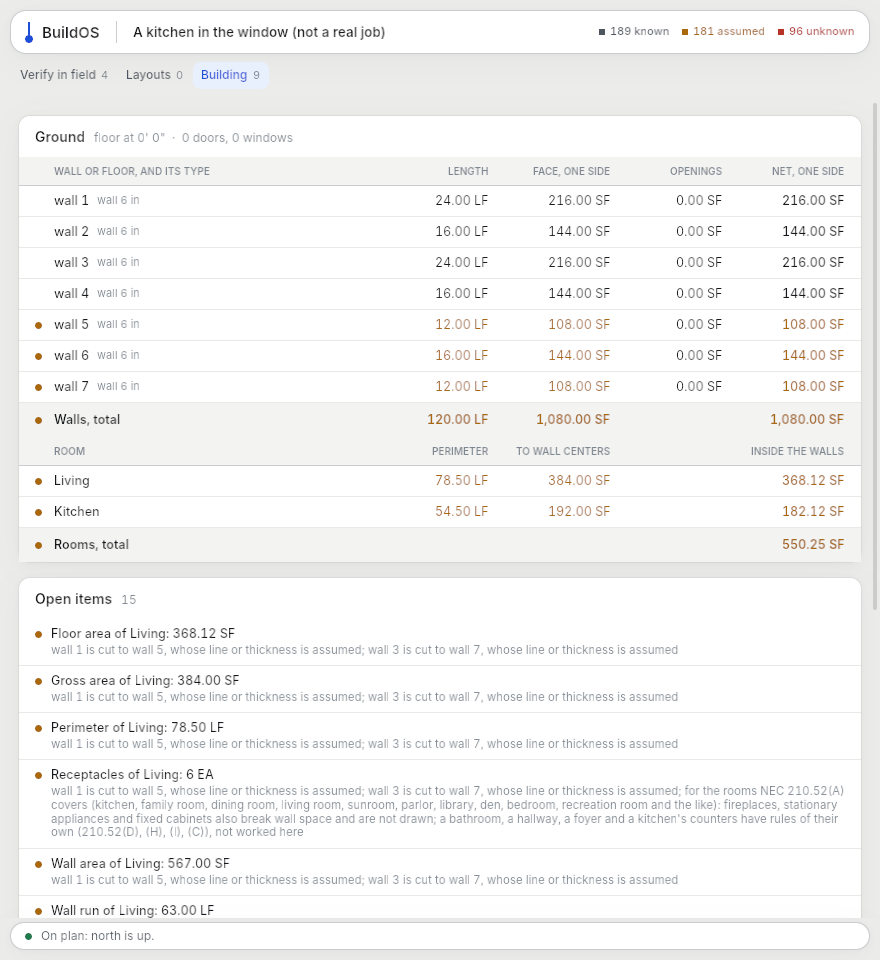 BuildOS
A kitchen in the window (not a real job)
189 known 181 assumed 96 unknown
Verify in field 4 Layouts 0 Building 9
Ground floor at 0' 0" · 0 doors, 0 windows
WALL OR FLOOR, AND ITS TYPE LENGTH FACE, ONE SIDE OPENINGS NET, ONE SIDE
wall 1 wall 6 in 24.00 LF 216.00 SF 0.00 SF 216.00 SF
wall 2 wall 6 in 16.00 LF 144.00 SF 0.00 SF 144.00 SF
wall 3 wall 6 in 24.00 LF 216.00 SF 0.00 SF 216.00 SF
wall 4 wall 6 in 16.00 LF 144.00 SF 0.00 SF 144.00 SF
wall 5 wall 6 in 12.00 LF 108.00 SF 0.00 SF 108.00 SF
wall 6 wall 6 in 16.00 LF 144.00 SF 0.00 SF 144.00 SF
wall 7 wall 6 in 12.00 LF 108.00 SF 0.00 SF 108.00 SF
Walls, total 120.00 LF 1,080.00 SF 1,080.00 SF
ROOM PERIMETER TO WALL CENTERS INSIDE THE WALLS
Living 78.50 LF 384.00 SF 368.12 SF
Kitchen 54.50 LF 192.00 SF 182.12 SF
Rooms, total 550.25 SF
Open items 15
Floor area of Living: 368.12 SF
wall 1 is cut to wall 5, whose line or thickness is assumed; wall 3 is cut to wall 7, whose line or thickness is assumed
Gross area of Living: 384.00 SF
wall 1 is cut to wall 5, whose line or thickness is assumed; wall 3 is cut to wall 7, whose line or thickness is assumed
Perimeter of Living: 78.50 LF
wall 1 is cut to wall 5, whose line or thickness is assumed; wall 3 is cut to wall 7, whose line or thickness is assumed
Receptacles of Living: 6 EA
wall 1 is cut to wall 5, whose line or thickness is assumed; wall 3 is cut to wall 7, whose line or thickness is assumed; for the rooms NEC 210.52(A)
covers (kitchen, family room, dining room, living room, sunroom, parlor, library, den, bedroom, recreation room and the like): fireplaces, stationary
appliances and fixed cabinets also break wall space and are not drawn; a bathroom, a hallway, a foyer and a kitchen's counters have rules of their
own (210.52(D), (H), (I), (C)), not worked here
Wall area of Living: 567.00 SF
wall 1 is cut to wall 5, whose line or thickness is assumed; wall 3 is cut to wall 7, whose line or thickness is assumed
Wall run of Living: 63.00 LF
On plan: north is up.